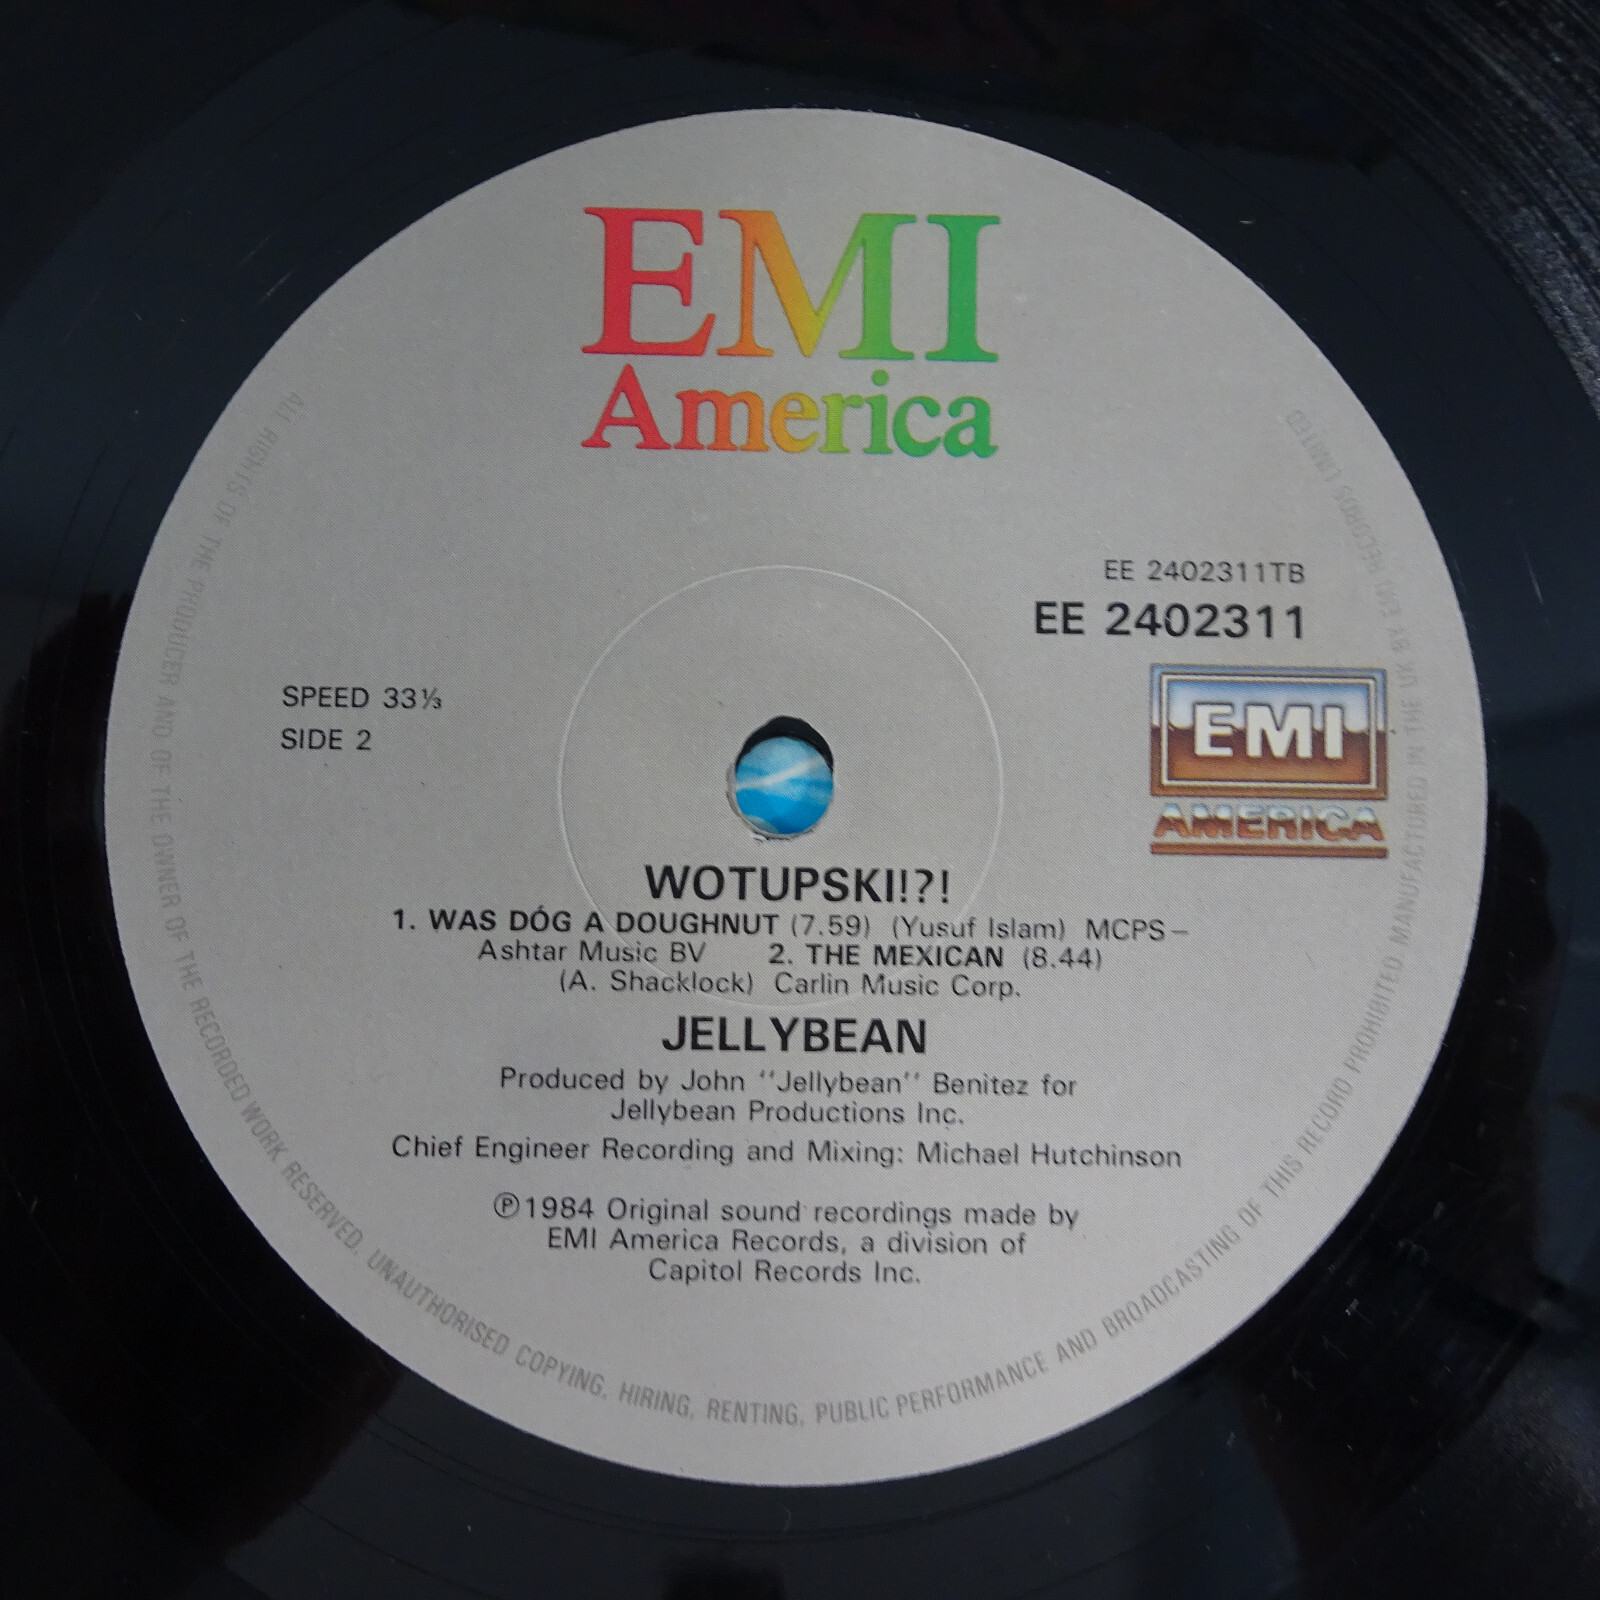 EMI
America
EE 2402311TB
EE 2402311
SPEED 33⅓
SIDE 2
EMI
AMERICA
WOTUPSKI!?!
1. WAS DÓG A DOUGHNUT (7.59) (Yusuf Islam) MCPS–
Ashtar Music BV 2. THE MEXICAN (8.44)
(A. Shacklock) Carlin Music Corp.
JELLYBEAN
Produced by John "Jellybean" Benitez for
Jellybean Productions Inc.
Chief Engineer Recording and Mixing: Michael Hutchinson
℗1984 Original sound recordings made by
EMI America Records, a division of
Capitol Records Inc.
ALL RIGHTS OF THE PRODUCER AND OF THE OWNER OF THE RECORDED WORK RESERVED. UNAUTHORISED COPYING, HIRING, RENTING, PUBLIC PERFORMANCE AND BROADCASTING OF THIS RECORD PROHIBITED MANUFACTURED IN THE UK BY EMI RECORDS LIMITED